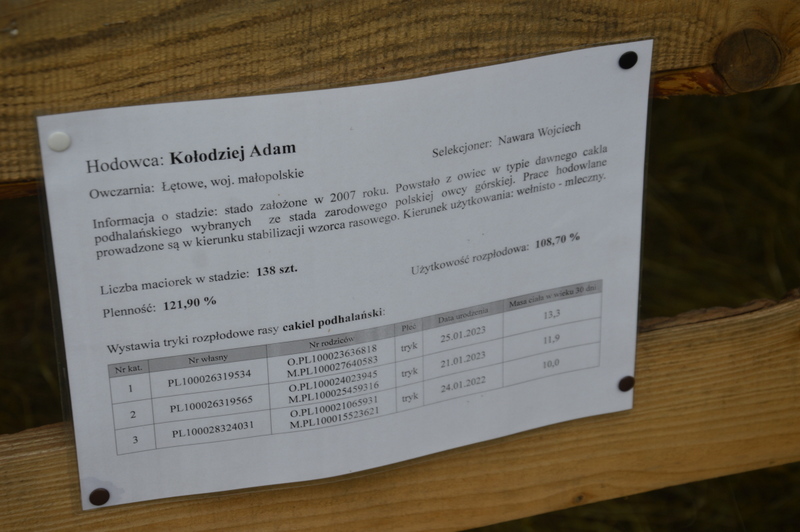 Hodowca: Kołodziej Adam
Selekcjoner: Nawara Wojciech
Owczarnia: Łętowe, woj. małopolskie
Informacja o stadzie: stado założone w 2007 roku. Powstało z owiec w typie dawnego cakla
podhalańskiego wybranych ze stada zarodowego polskiej owcy górskiej. Prace hodowlane
prowadzone są w kierunku stabilizacji wzorca rasowego. Kierunek użytkowania: wełnisto - mleczny.
Liczba maciorek w stadzie: 138 szt.
Użytkowość rozpłodowa: 108,70 %
Plenność: 121,90 %
Wystawia tryki rozpłodowe rasy cakiel podhalański:
Nr kat. Nr własny Nr rodziców Płeć Data urodzenia Masa ciała w wieku 30 dni
1 PL100026319534 O.PL100023636818 tryk 25.01.2023 13,3
M.PL100027640583
2 PL100026319565 O.PL100024023945 tryk 21.01.2023 11,9
M.PL100025459316
3 PL100028324031 O.PL100021065931 tryk 24.01.2022 10,0
M.PL100015523621